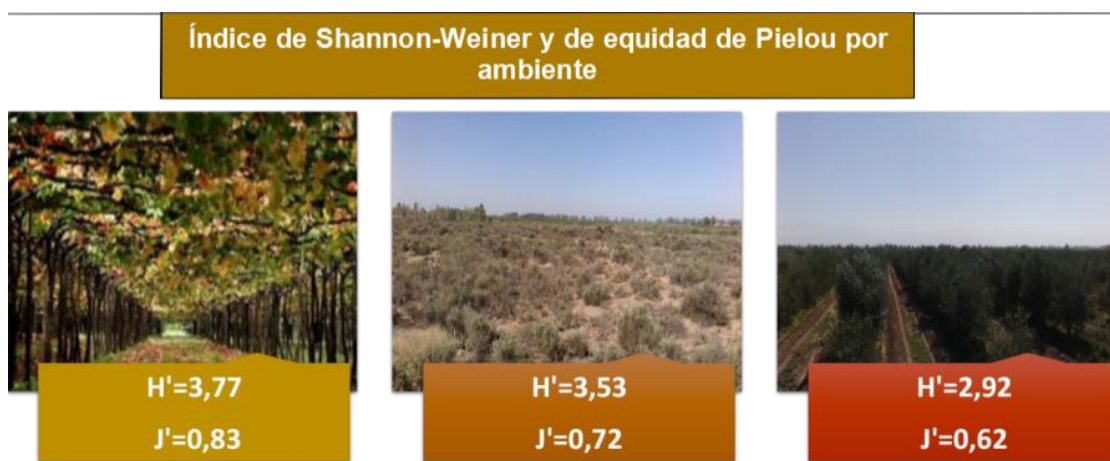 Índice de Shannon-Weiner y de equidad de Pielou por
ambiente
H'=3,77
J'=0,83
H'=3,53
J'=0,72
H'=2,92
J'=0,62